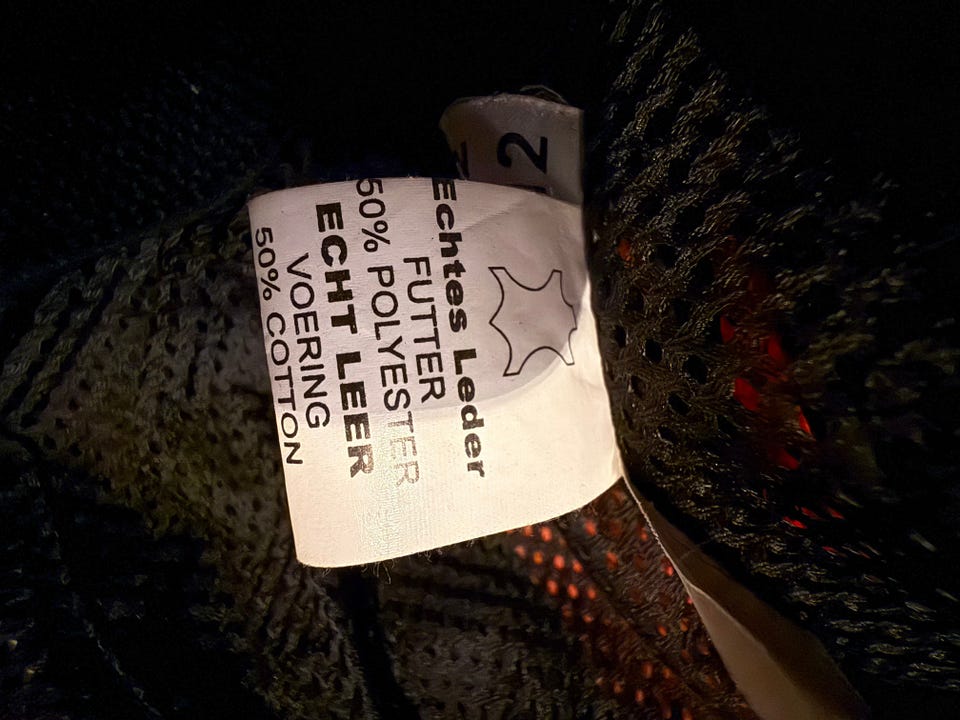 Echtes Leder
FUTTER
50% POLYESTER
ECHT LEER
VOERING
50% COTTON